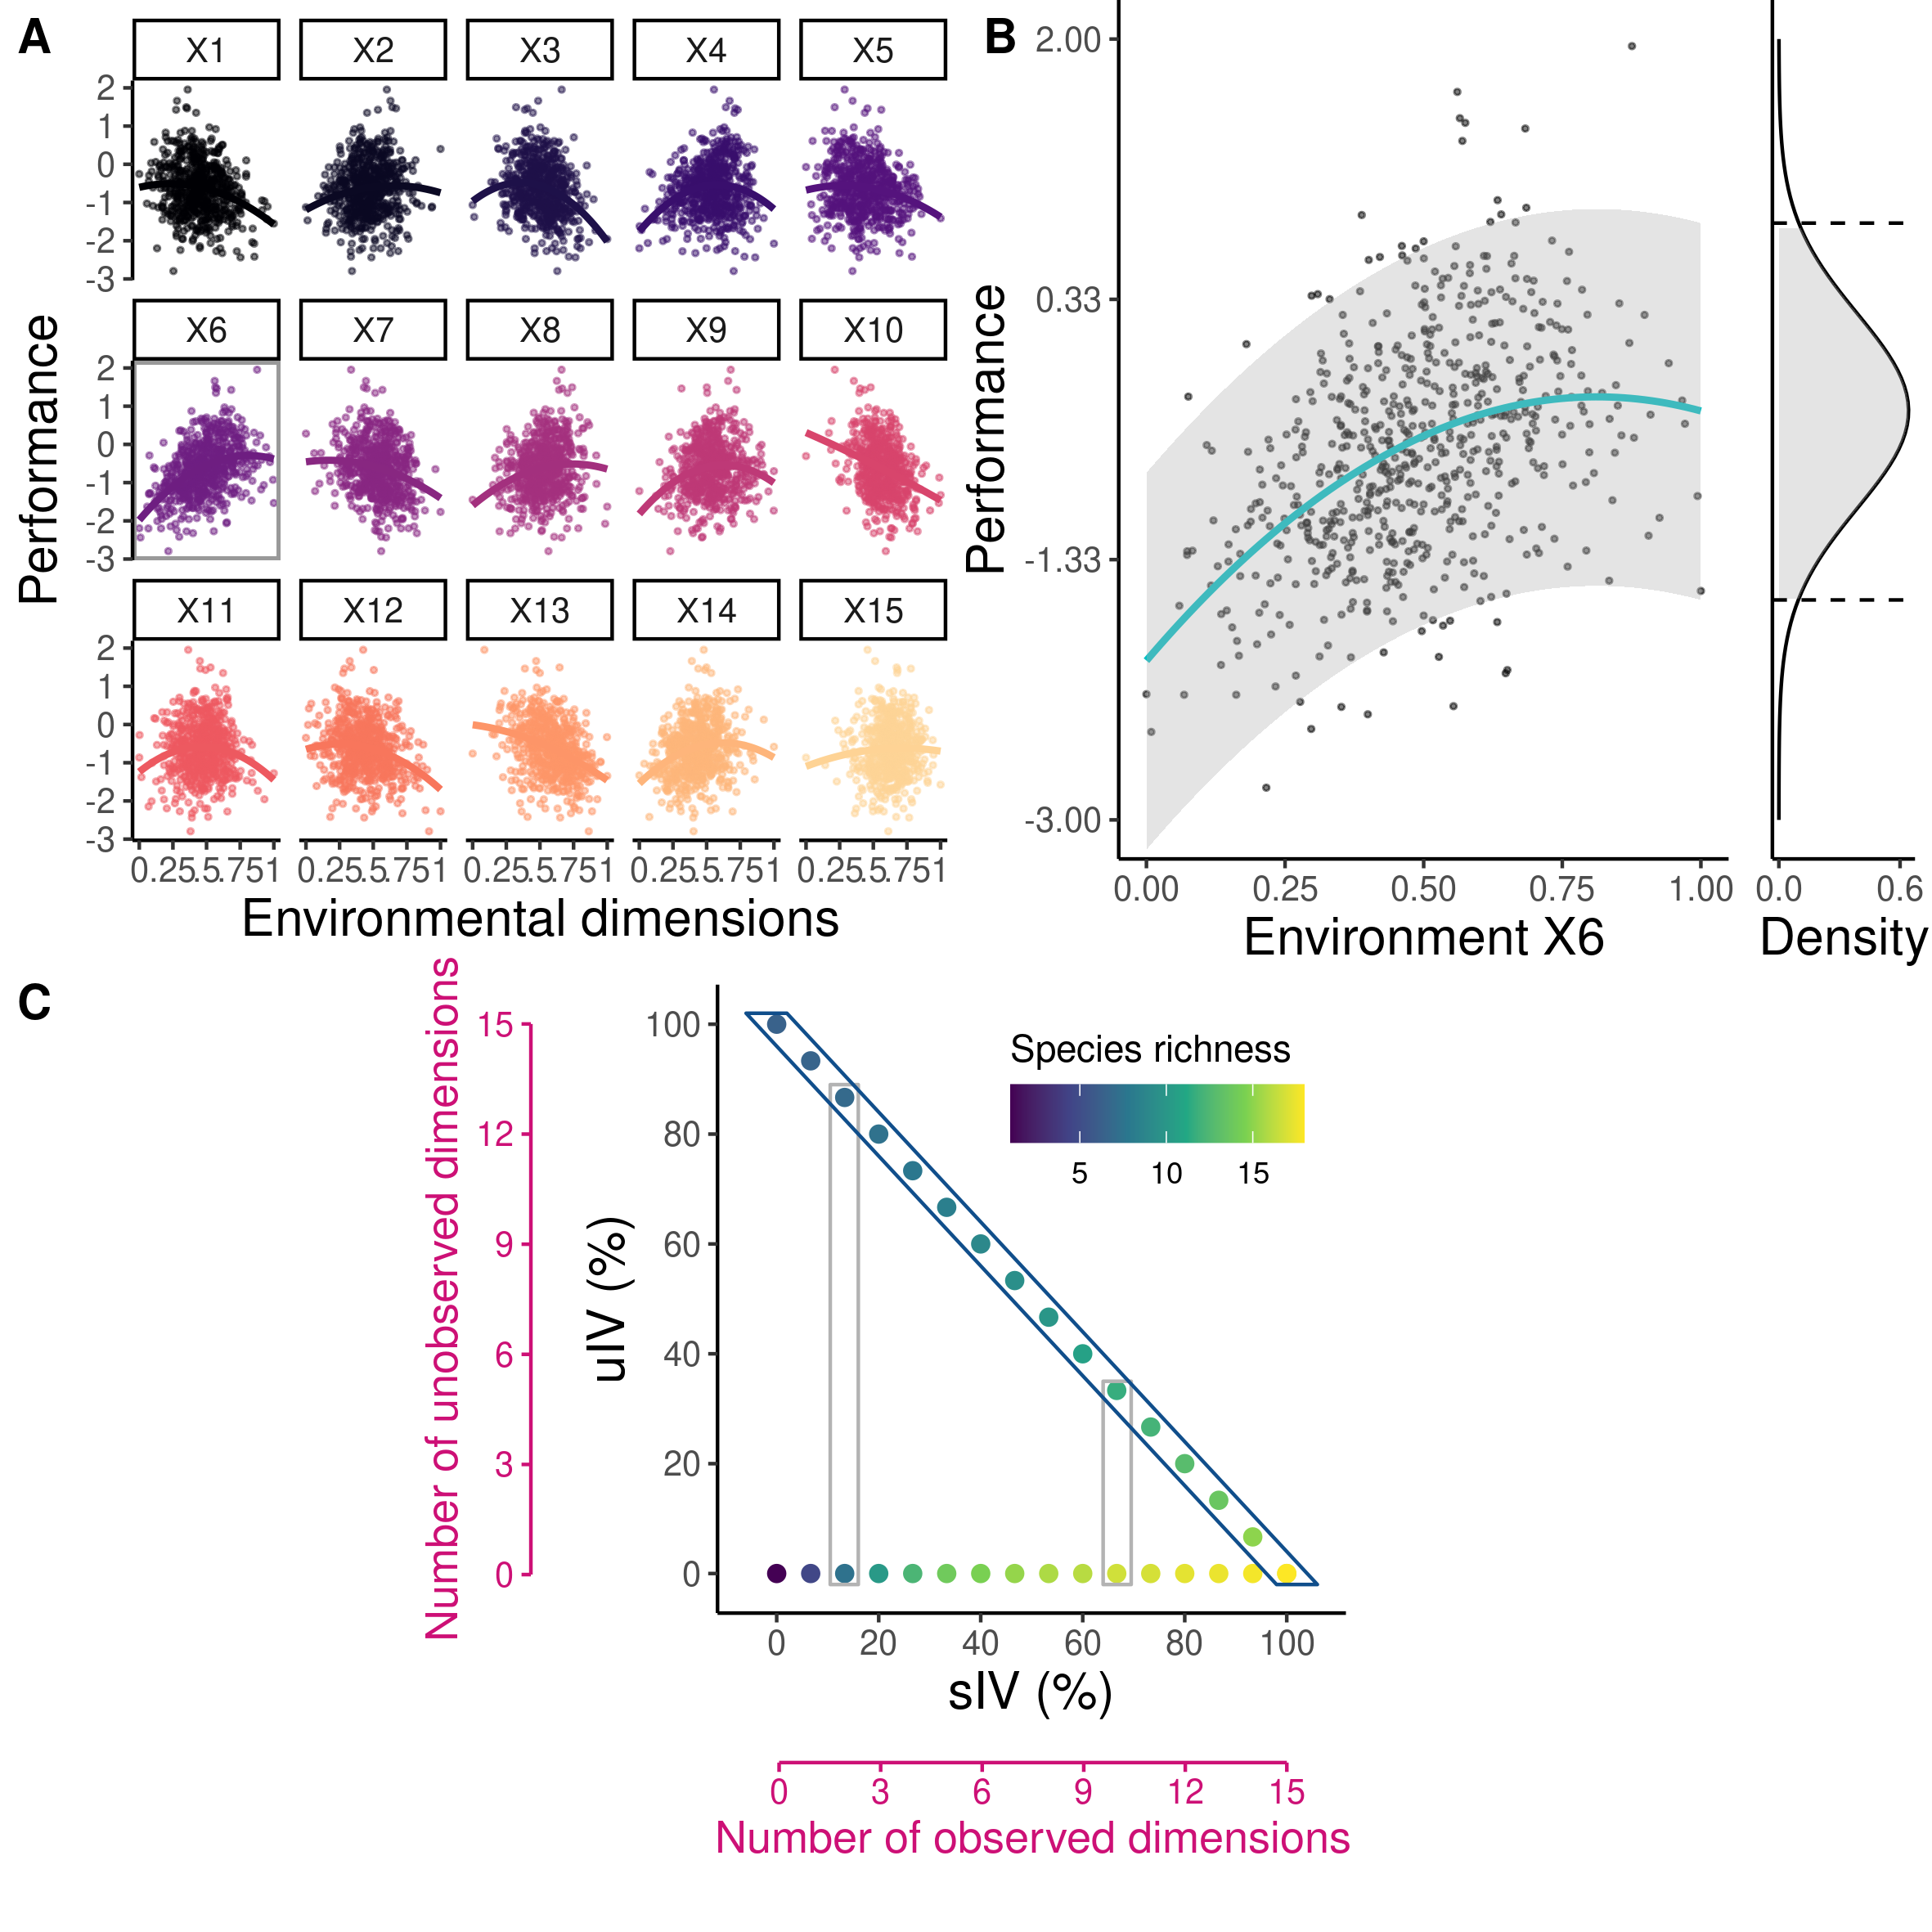 A
X1 X2 X3 X4 X5
2
1
0
-1
-2
-3
X6 X7 X8 X9 X10
2
1
0
-1
-2
-3
X11 X12 X13 X14 X15
2
1
0
-1
-2
-3
Performance
0.25.5.751 0.25.5.751 0.25.5.751 0.25.5.751 0.25.5.751
Environmental dimensions
B
2.00
0.33
-1.33
-3.00
Performance
0.00 0.25 0.50 0.75 1.00
Environment X6
0.0 0.6
Density
C
Number of unobserved dimensions
15
12
9
6
3
0
uIV (%)
100
80
60
40
20
0
Species richness
5 10 15
0 20 40 60 80 100
sIV (%)
0 3 6 9 12 15
Number of observed dimensions